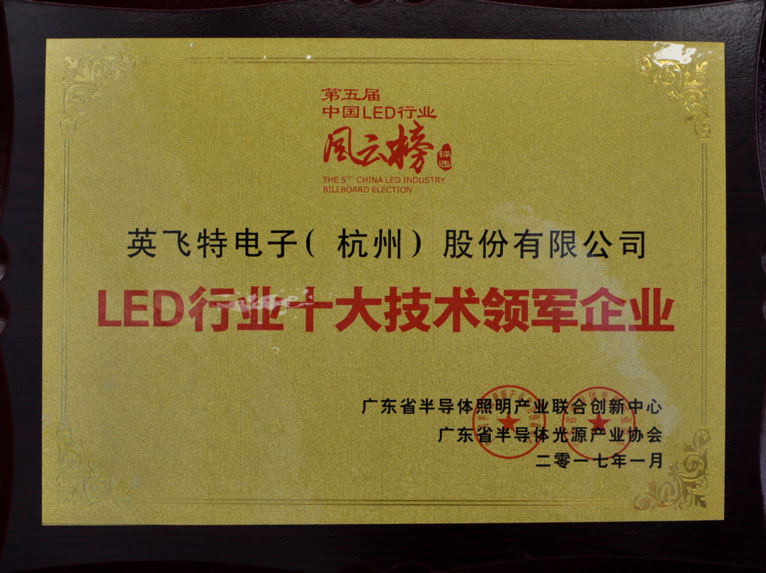 第五届
中国LED行业
风云榜 评选
THE 5TH CHINA LED INDUSTRY
BILLBOARD ELECTION
英飞特电子(杭州)股份有限公司
LED行业十大技术领军企业
广东省半导体照明产业联合创新中心
广东省半导体光源产业协会
二零一七年一月